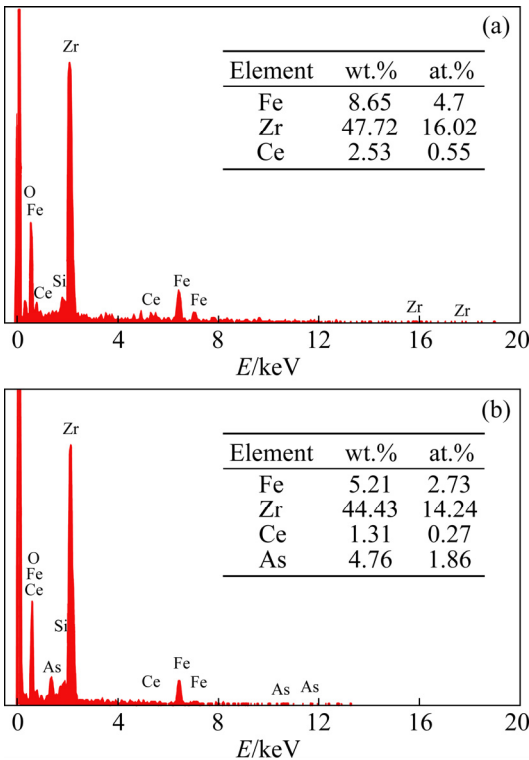 (a)
Zr
Element wt.% at.%
Fe 8.65 4.7
Zr 47.72 16.02
Ce 2.53 0.55
O
Fe
Ce
Si
Ce
Fe
Fe
Zr
Zr
0 4 8 12 16 20
E/keV
(b)
Zr
Element wt.% at.%
Fe 5.21 2.73
Zr 44.43 14.24
Ce 1.31 0.27
As 4.76 1.86
O
Fe
Ce
Si
As
Ce
Fe
Fe
As
As
0 4 8 12 16 20
E/keV